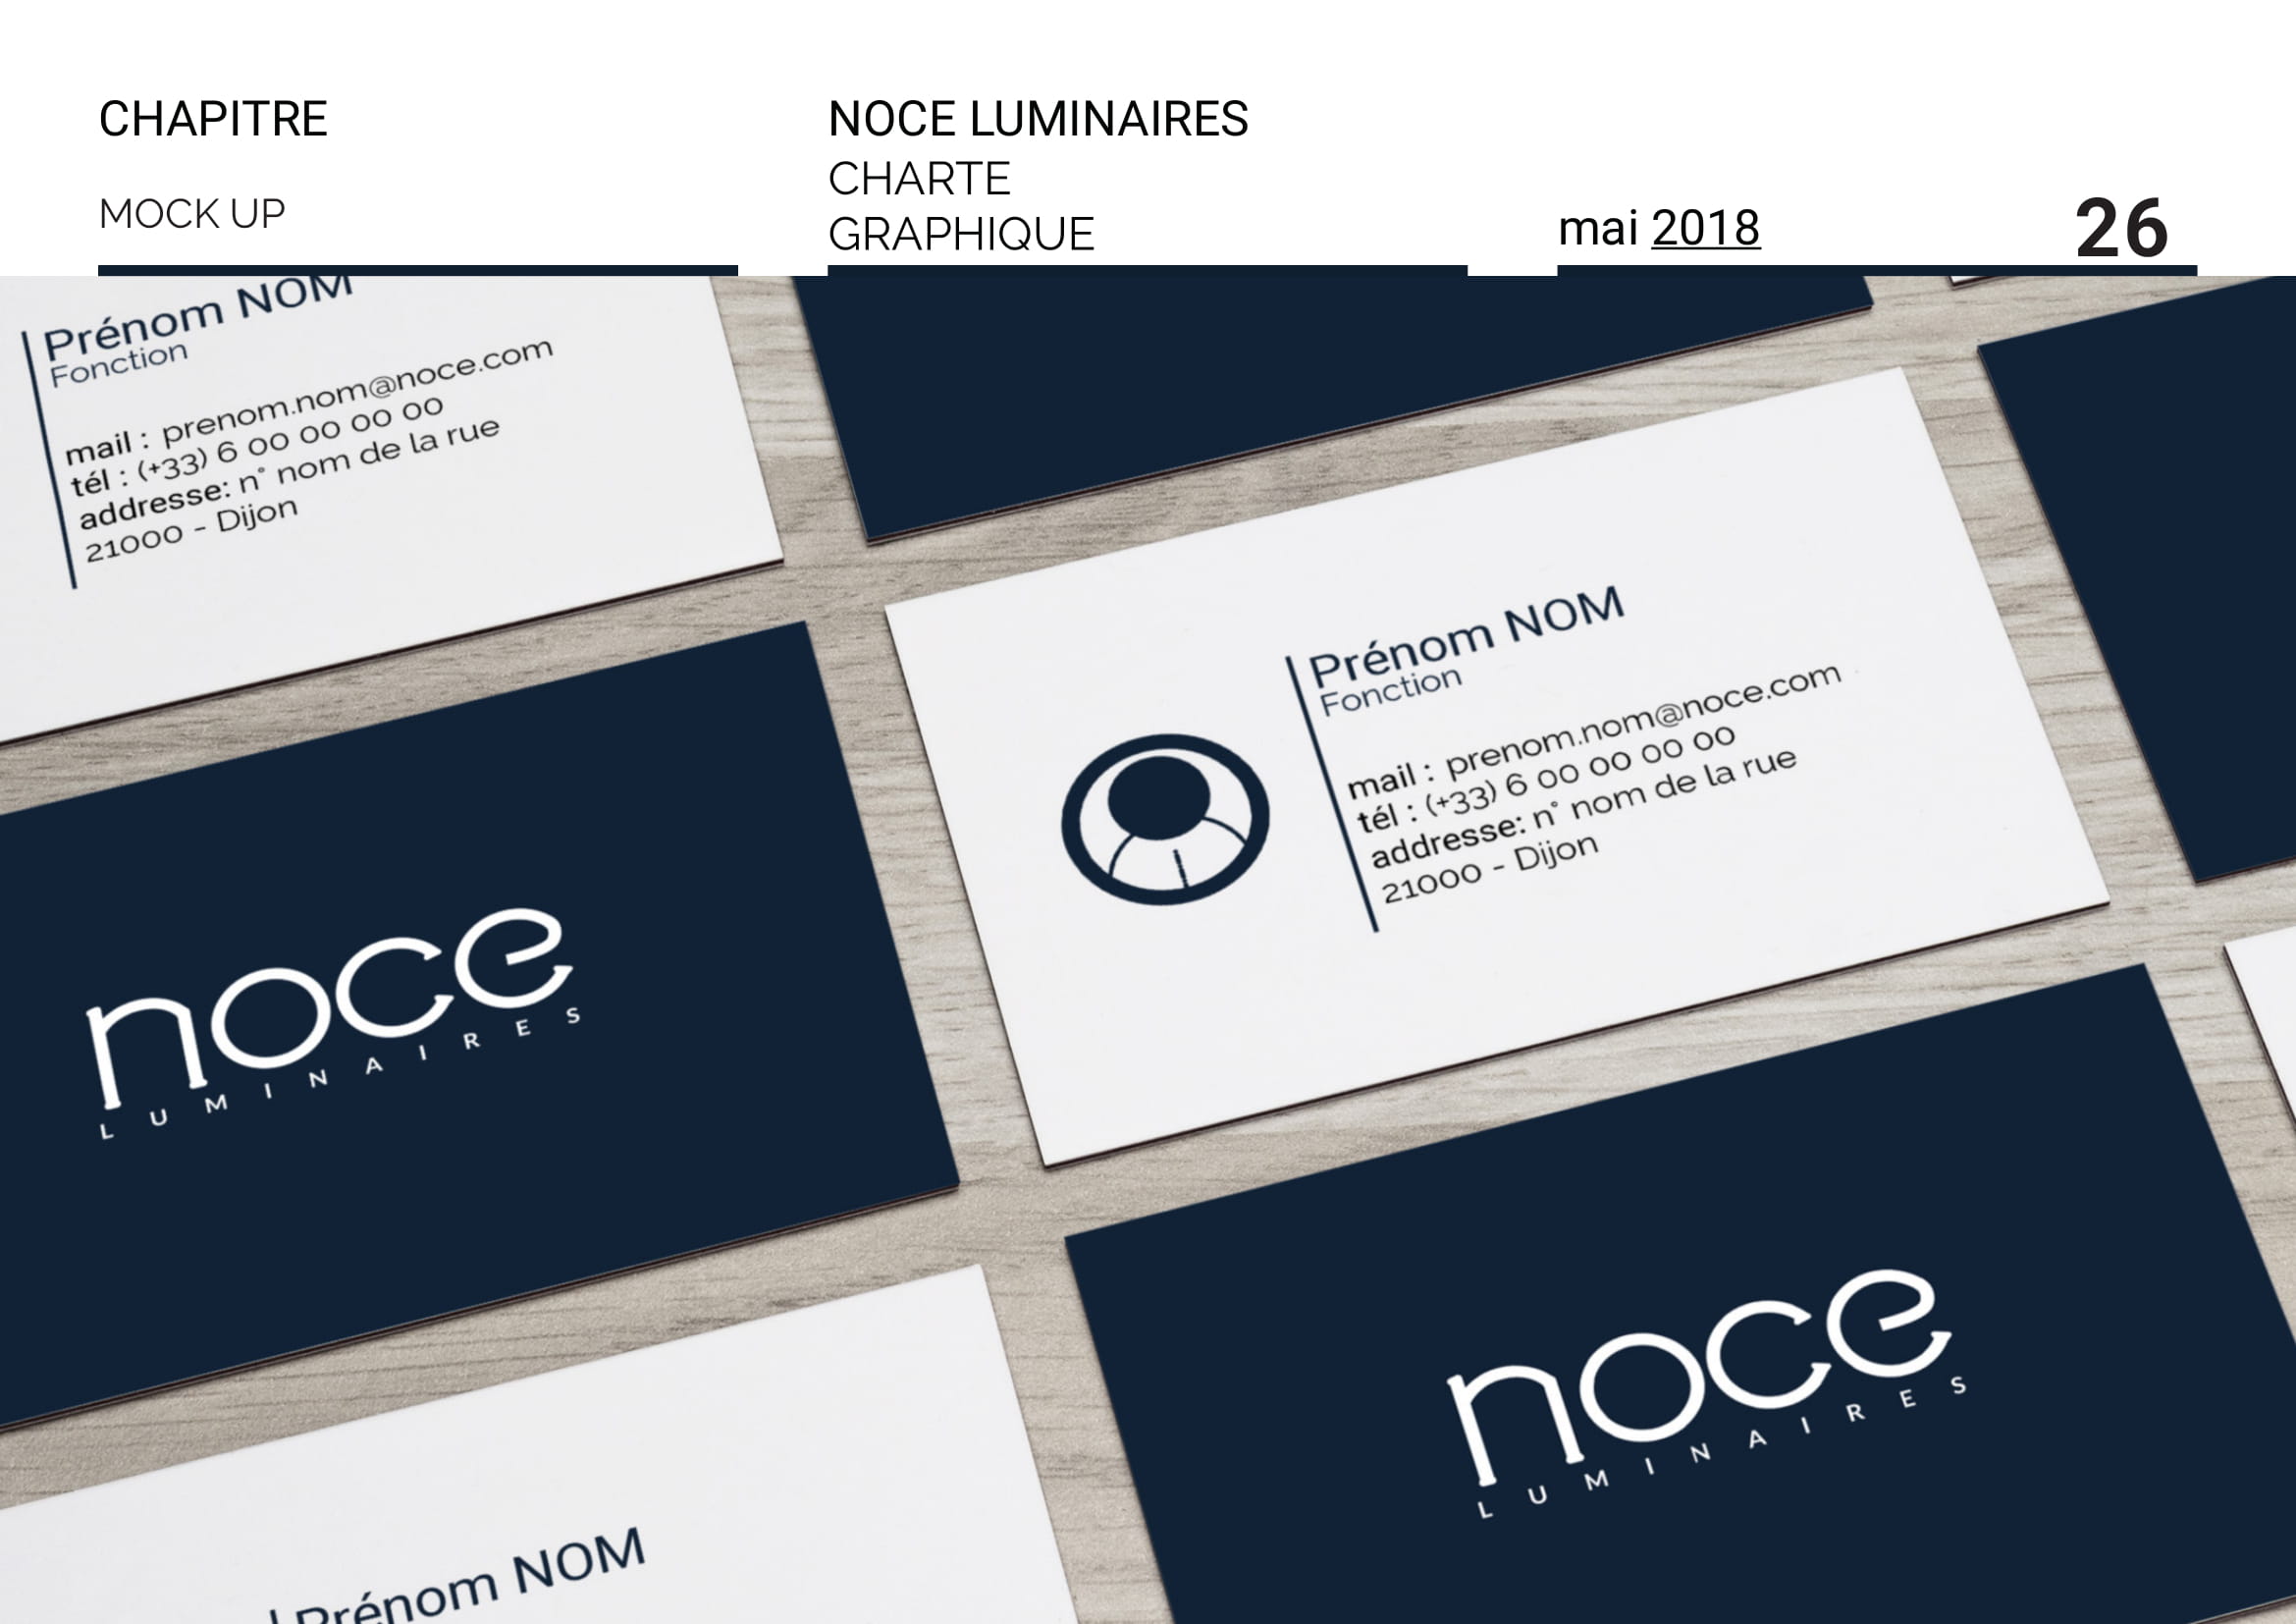 CHAPITRE
MOCK UP
NOCE LUMINAIRES
CHARTE
GRAPHIQUE
mai 2018
26
Prénom NOM
Fonction
mail : prenom.nom@noce.com
tél : (+33) 6 00 00 00 00
addresse: n° nom de la rue
21000 - Dijon
Prénom NOM
Fonction
mail : prenom.nom@noce.com
tél : (+33) 6 00 00 00 00
addresse: n° nom de la rue
21000 - Dijon
noce
LUMINAIRES
noce
LUMINAIRES
Prénom NOM